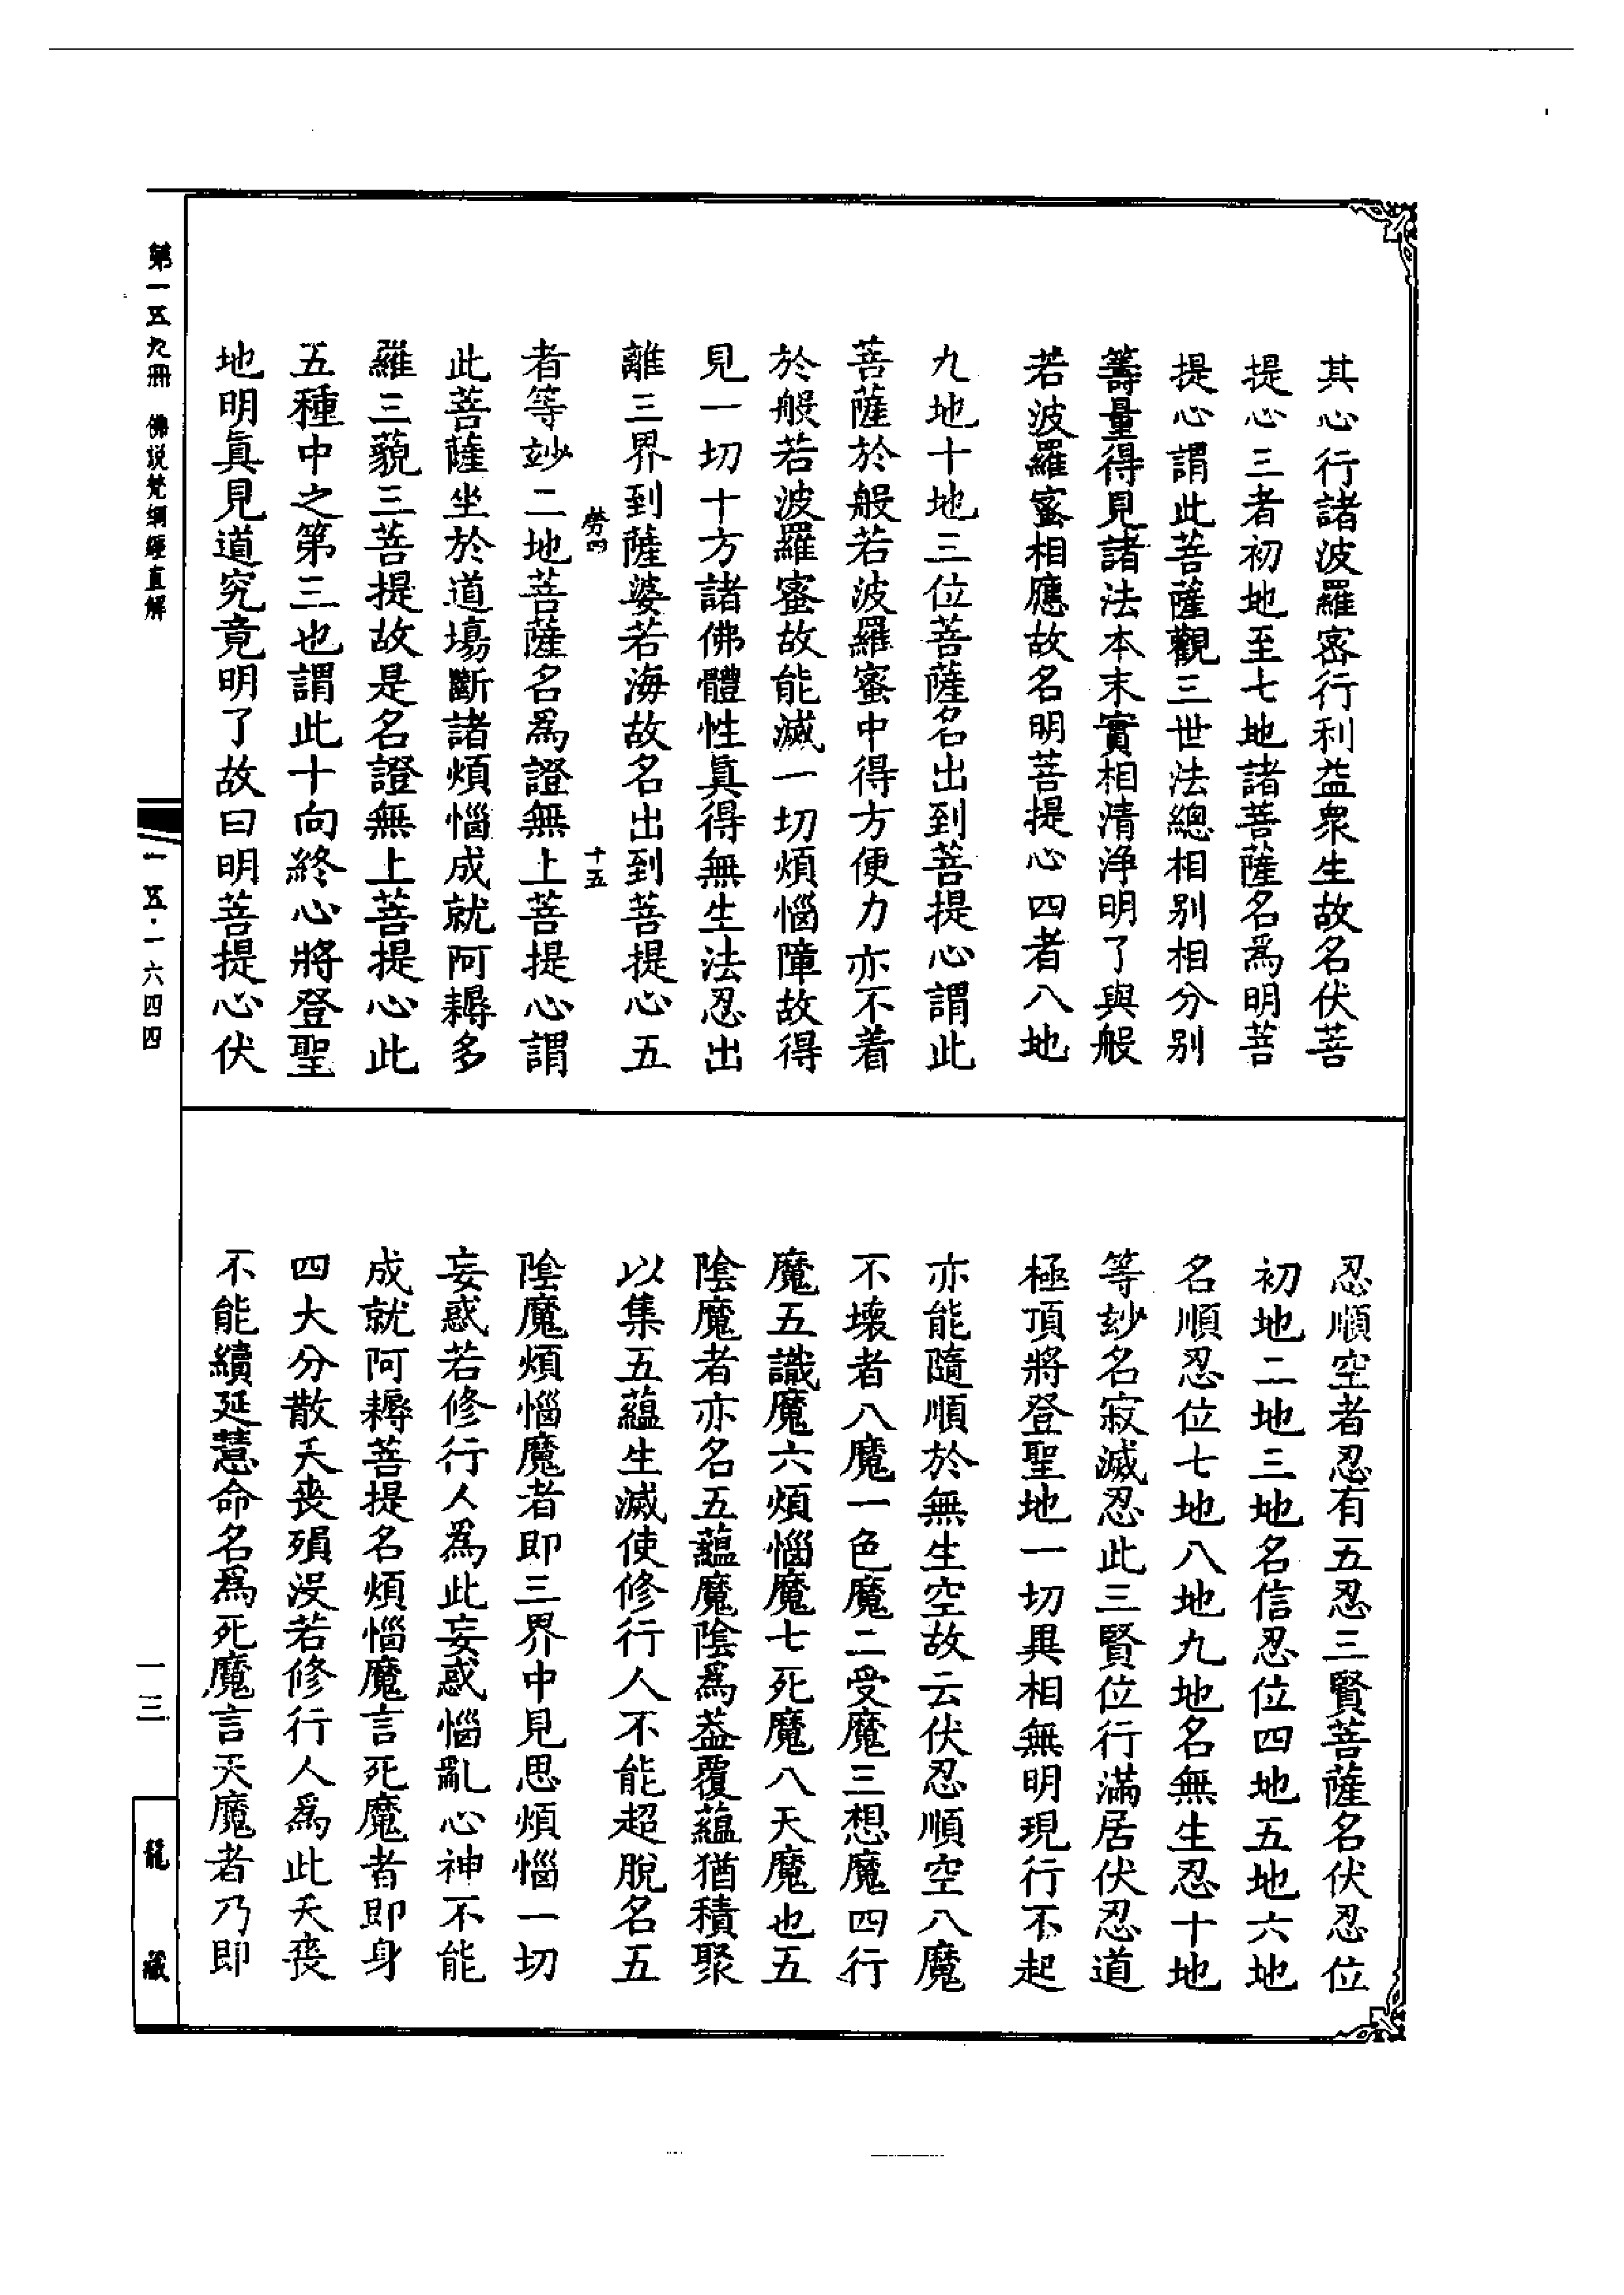 其心行諸波羅密行利益衆生故名伏菩
提心三者初地至七地諸菩薩名爲明菩
提心謂此菩薩觀三世法總相别相分别
籌量得見諸法本末實相清淨明了與般
若波羅蜜相應故名明菩提心四者八地
九地十地三位菩薩名出到菩提心謂此
菩薩於般若波羅蜜中得方便力亦不着
於般若波羅蜜故能滅一切煩惱障故得
見一切十方諸佛體性眞得無生法忍出
離三界到薩婆若海故名出到菩提心五
勞四
十五
者等玅二地菩薩名爲證無上菩提心謂
此菩薩坐於道塲斷諸煩惱成就阿耨多
羅三藐三菩提故是名證無上菩提心此
五種中之第三也謂此十向終心將登聖
地明眞見道究竟明了故曰明菩提心伏
忍順空者忍有五忍三賢菩薩名伏忍位
初地二地三地名信忍位四地五地六地
名順忍位七地八地九地名無生忍十地
等玅名寂滅忍此三賢位行滿居伏忍道
極頂將登聖地一切異相無明現行不起
亦能隨順於無生空故云伏忍順空八魔
不壊者八魔一色魔二受魔三想魔四行
魔五識魔六煩惱魔七死魔八天魔也五
陰魔者亦名五蘊魔陰爲葢覆蘊猶積聚
以集五蘊生滅使修行人不能超脫名五
陰魔煩惱魔者即三界中見思煩惱一切
妄惑若修行人爲此妄惑惱亂心神不能
成就阿耨菩提名煩惱魔言死魔者即身
四大分散夭喪殞沒若修行人爲此夭喪
不能續延慧命名爲死魔言天魔者乃即
第一五九冊 佛説梵網經直解
一五·一六四四
一三
龍藏